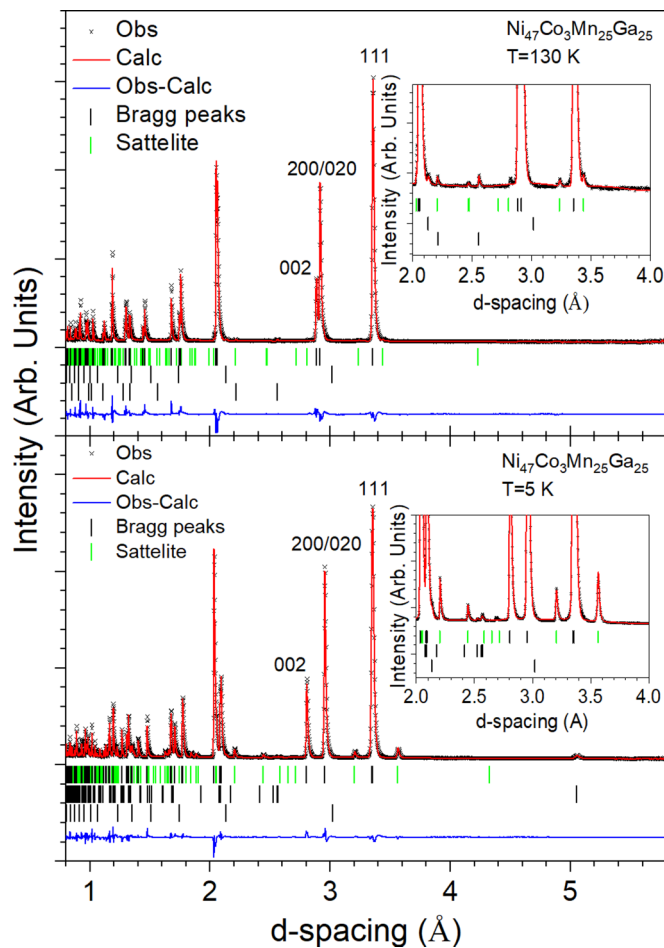 Obs
Calc
Obs-Calc
Bragg peaks
Sattelite
Ni47Co3Mn25Ga25
T=130 K
111
200/020
002
Intensity (Arb. Units)
2.0 2.5 3.0 3.5 4.0
d-spacing (Å)
Intensity (Arb. Units)
Obs
Calc
Obs-Calc
Bragg peaks
Sattelite
Ni47Co3Mn25Ga25
T=5 K
111
200/020
002
Intensity (Arb. Units)
2.0 2.5 3.0 3.5 4.0
d-spacing (A)
1 2 3 4 5
d-spacing (Å)